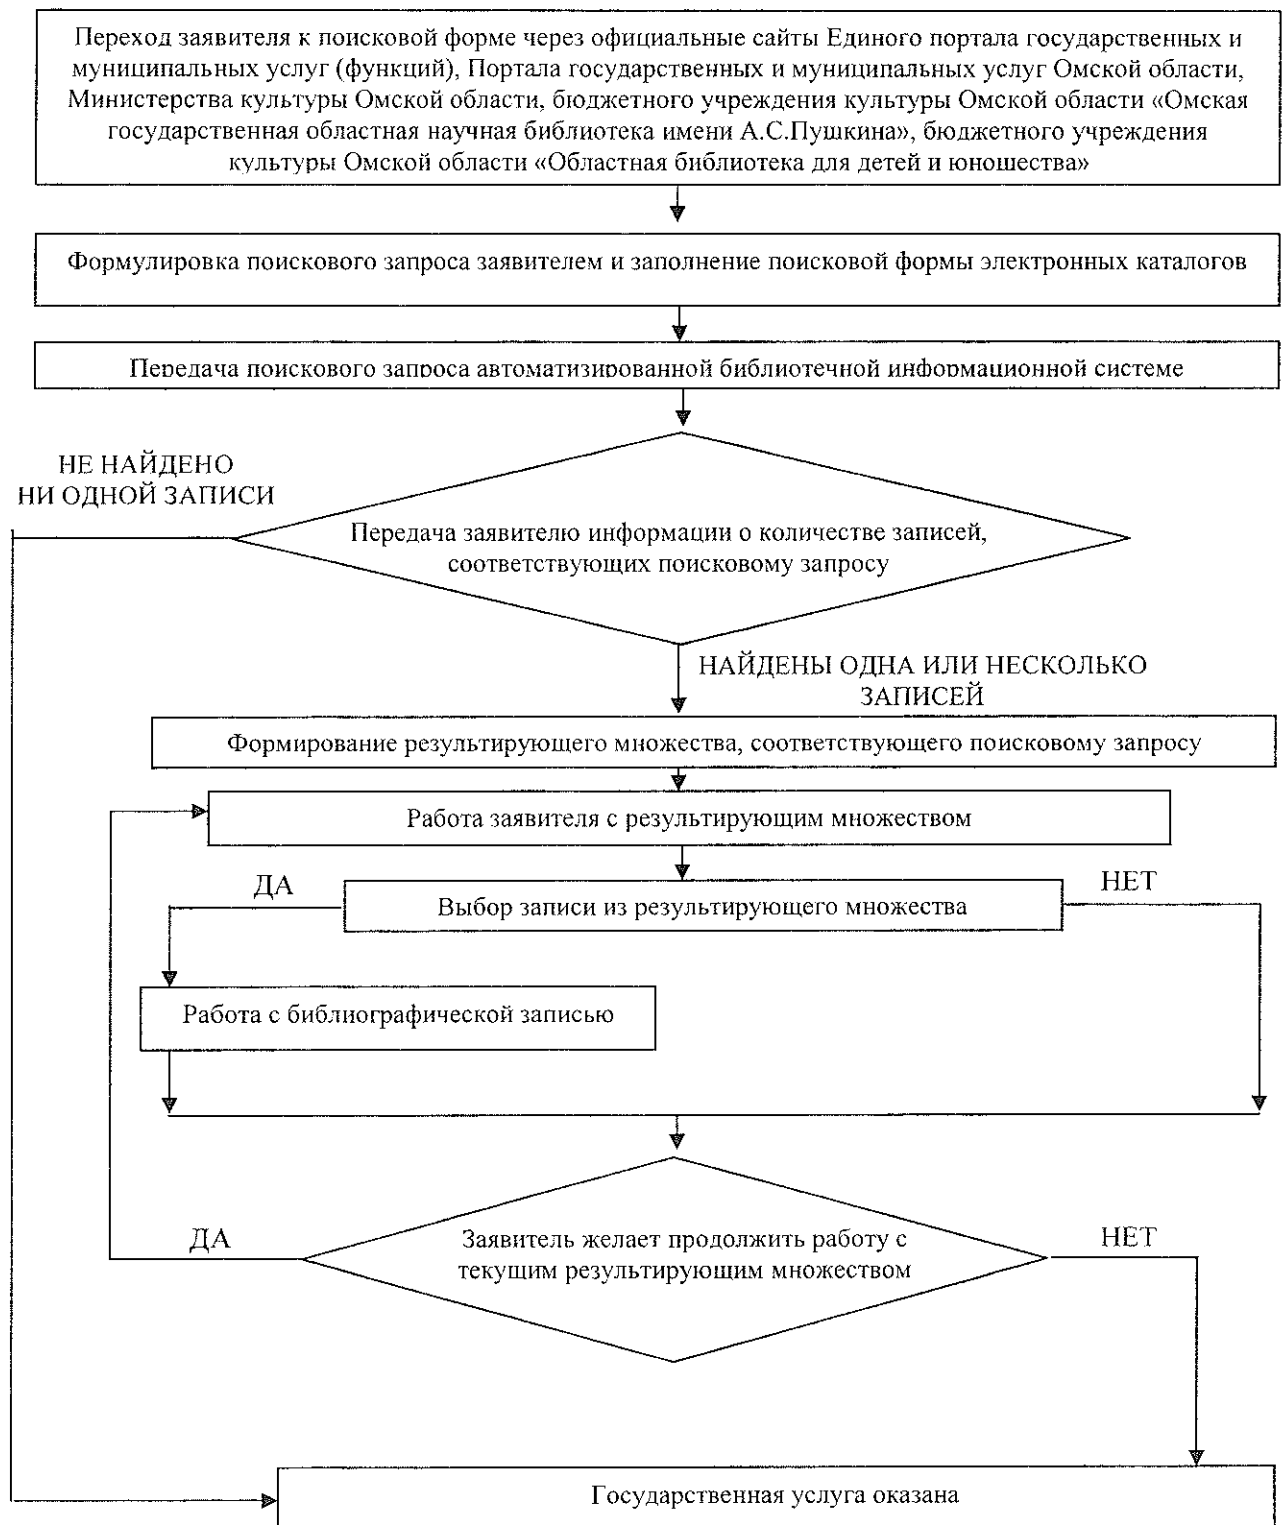 Переход заявителя к поисковой форме через официальные сайты Единого портала государственных и
муниципальных услуг (функций), Портала государственных и муниципальных услуг Омской области,
Министерства культуры Омской области, бюджетного учреждения культуры Омской области «Омская
государственная областная научная библиотека имени А.С.Пушкина», бюджетного учреждения
культуры Омской области «Областная библиотека для детей и юношества»
Формулировка поискового запроса заявителем и заполнение поисковой формы электронных каталогов
Передача поискового запроса автоматизированной библиотечной информационной системе
НЕ НАЙДЕНО
НИ ОДНОЙ ЗАПИСИ
Передача заявителю информации о количестве записей,
соответствующих поисковому запросу
НАЙДЕНЫ ОДНА ИЛИ НЕСКОЛЬКО
ЗАПИСЕЙ
Формирование результирующего множества, соответствующего поисковому запросу
Работа заявителя с результирующим множеством
ДА
Выбор записи из результирующего множества
НЕТ
Работа с библиографической записью
ДА
Заявитель желает продолжить работу с
текущим результирующим множеством
НЕТ
Государственная услуга оказана